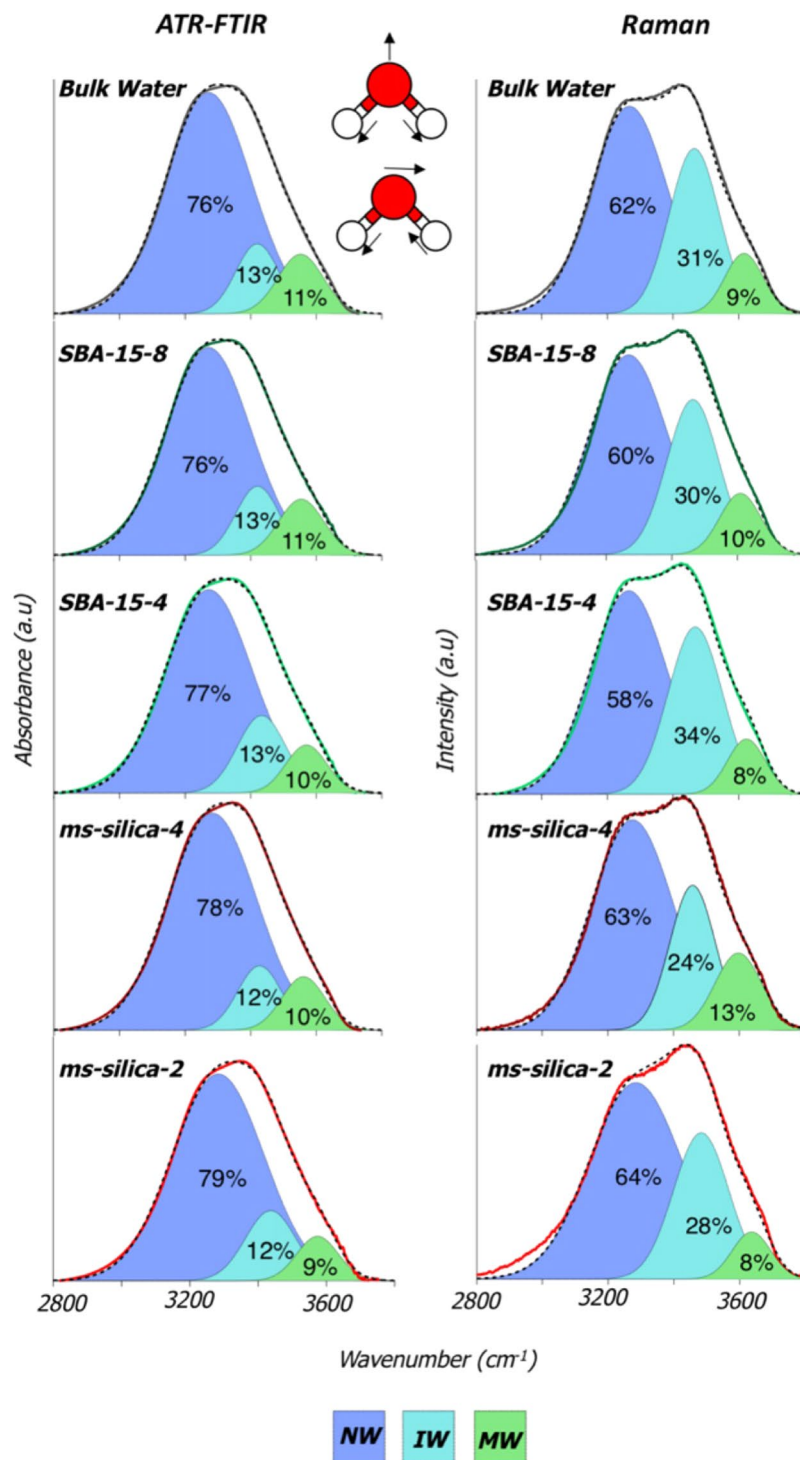 ATR-FTIR
Raman
Bulk Water
76%
13%
11%
Bulk Water
62%
31%
9%
SBA-15-8
76%
13%
11%
SBA-15-8
60%
30%
10%
SBA-15-4
77%
13%
10%
SBA-15-4
58%
34%
8%
ms-silica-4
78%
12%
10%
ms-silica-4
63%
24%
13%
ms-silica-2
79%
12%
9%
ms-silica-2
64%
28%
8%
Absorbance (a.u)
Intensity (a.u)
2800 3200 3600
2800 3200 3600
Wavenumber (cm⁻¹)
NW IW MW